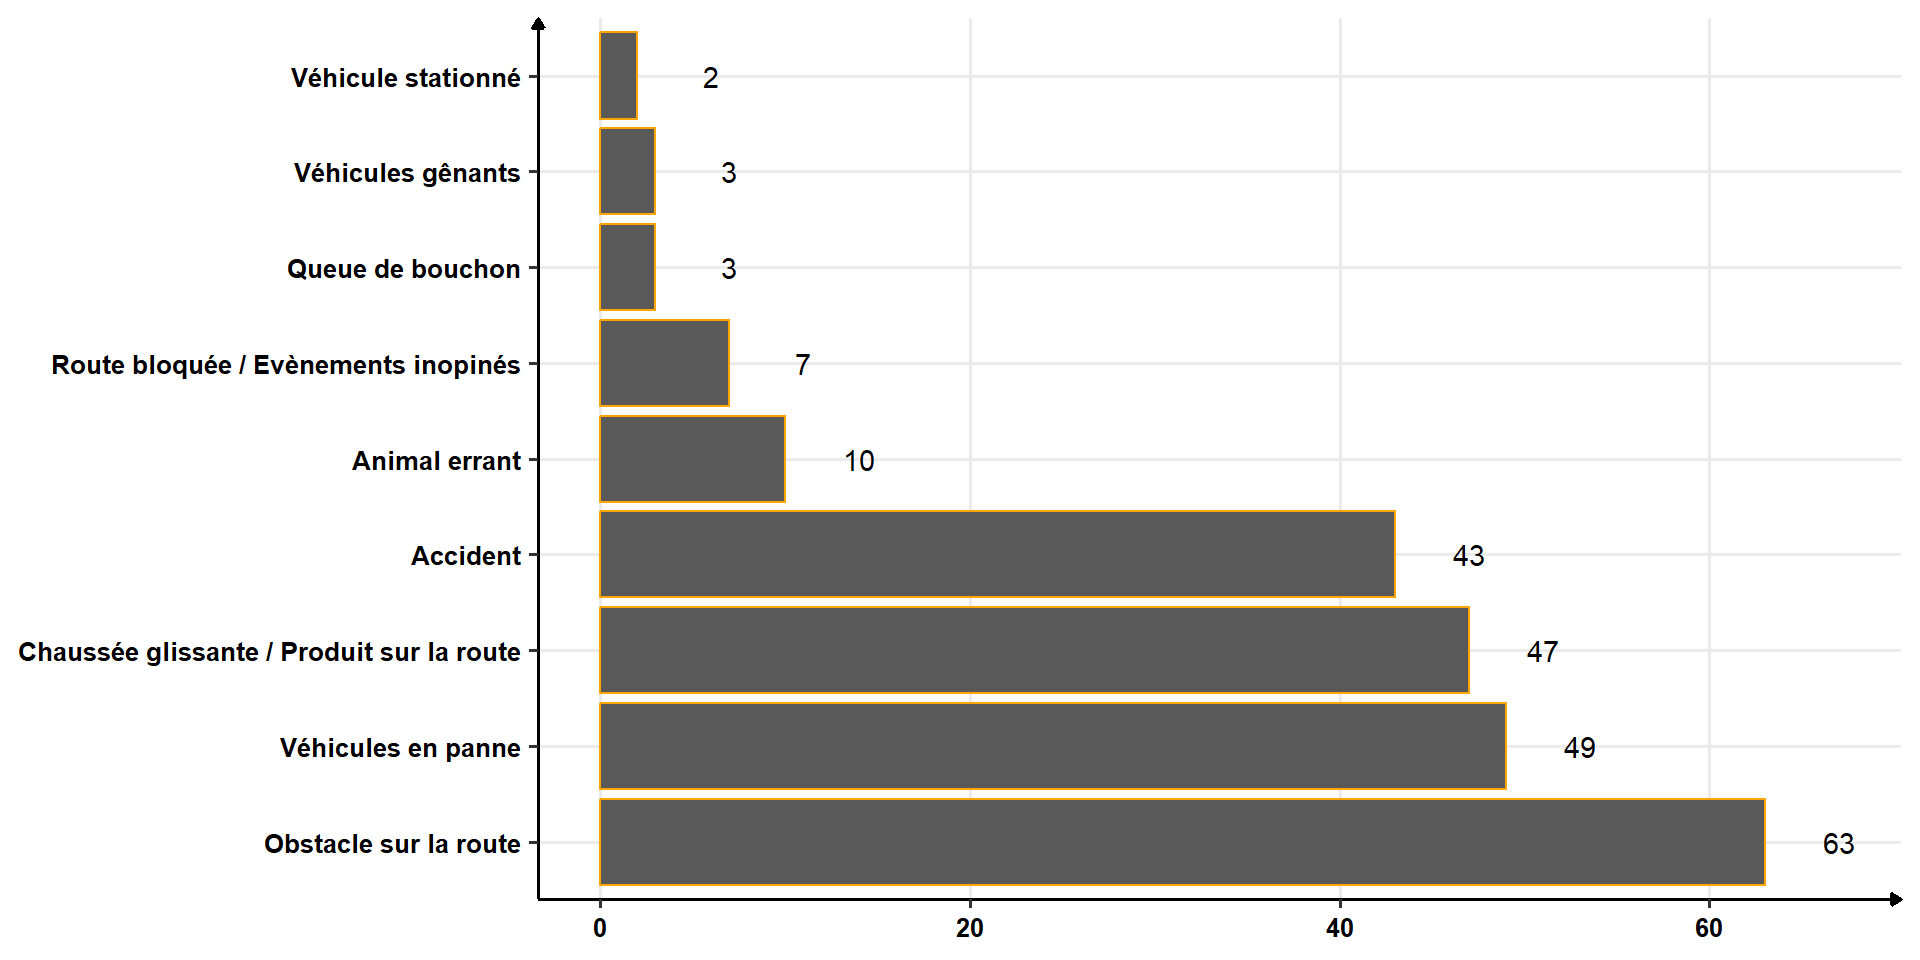 Véhicule stationné 2
Véhicules gênants 3
Queue de bouchon 3
Route bloquée / Evènements inopinés 7
Animal errant 10
Accident 43
Chaussée glissante / Produit sur la route 47
Véhicules en panne 49
Obstacle sur la route 63
0 20 40 60